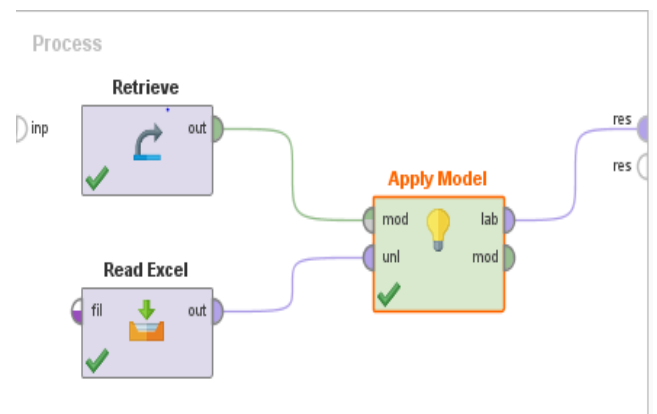 Process
Retrieve
inp
out
res
res
Apply Model
mod
lab
unl
mod
Read Excel
fil
out